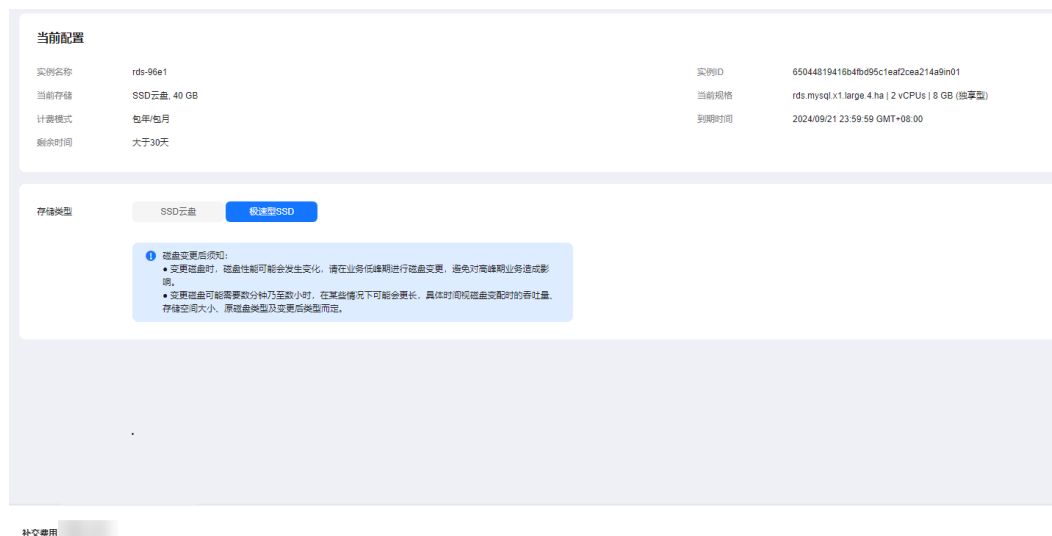 当前配置
实例名称 rds-96e1 实例ID 65044819416b4fbd95c1eaf2cea214a9in01
当前存储 SSD云盘, 40 GB 当前规格 rds.mysql.x1.large.4.ha | 2 vCPUs | 8 GB (独享型)
计费模式 包年/包月 到期时间 2024/09/21 23:59:59 GMT+08:00
剩余时间 大于30天
存储类型 SSD云盘 极速型SSD
磁盘变更后须知:
● 变更磁盘时，磁盘性能可能会发生变化，请在业务低峰期进行磁盘变更，避免对高峰期业务造成影
响。
● 变更磁盘可能需要数分钟乃至数小时，在某些情况下可能会更长，具体时间视磁盘变配时的吞吐量、
存储空间大小、原磁盘类型及变更后类型而定。
补交费用